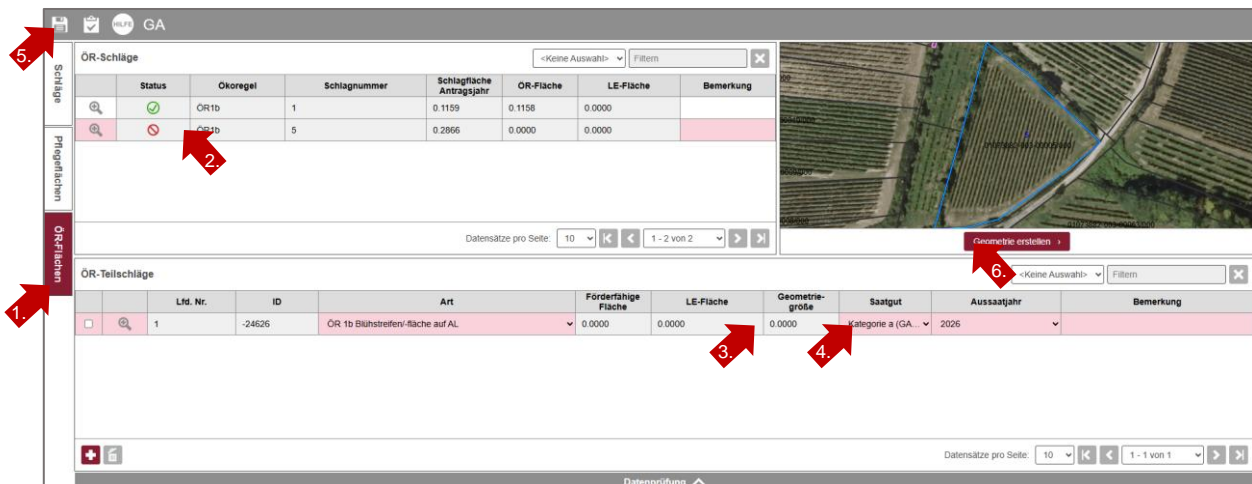 HILFE GA
5.
Schläge
Pflegeflächen
ÖR-Flächen
1.
ÖR-Schläge <Keine Auswahl> Filtern
Status Ökoregel Schlagnummer Schlagfläche Antragsjahr ÖR-Fläche LE-Fläche Bemerkung
ÖR1b 1 0.1159 0.1158 0.0000
ÖR1b 5 0.2866 0.0000 0.0000
2.
Datensätze pro Seite: 10 1 - 2 von 2
Geometrie erstellen ›
6.
ÖR-Teilschläge <Keine Auswahl> Filtern
Lfd. Nr. ID Art Förderfähige Fläche LE-Fläche Geometrie-größe Saatgut Aussaatjahr Bemerkung
1 -24626 ÖR 1b Blühstreifen/-fläche auf AL 0.0000 0.0000 0.0000 Kategorie a (GA... 2026
3.
4.
Datensätze pro Seite: 10 1 - 1 von 1
Datenprüfung